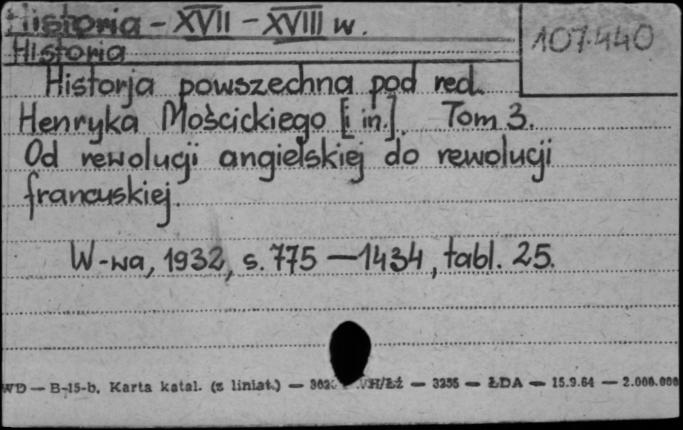 Historia - XVII - XVIII w.
107.440
Historia
Historja powszechna pod red.
Henryka Mościckiego [i in.]. Tom 3.
Od rewolucji angielskiej do rewolucji
francuskiej.
W-wa, 1932, s. 775 - 1434, tabl. 25.
WD — B-15-b. Karta katal. (z liniat.) — /Łż — 3255 — ŁDA — 15.9.64 — 2.000.000